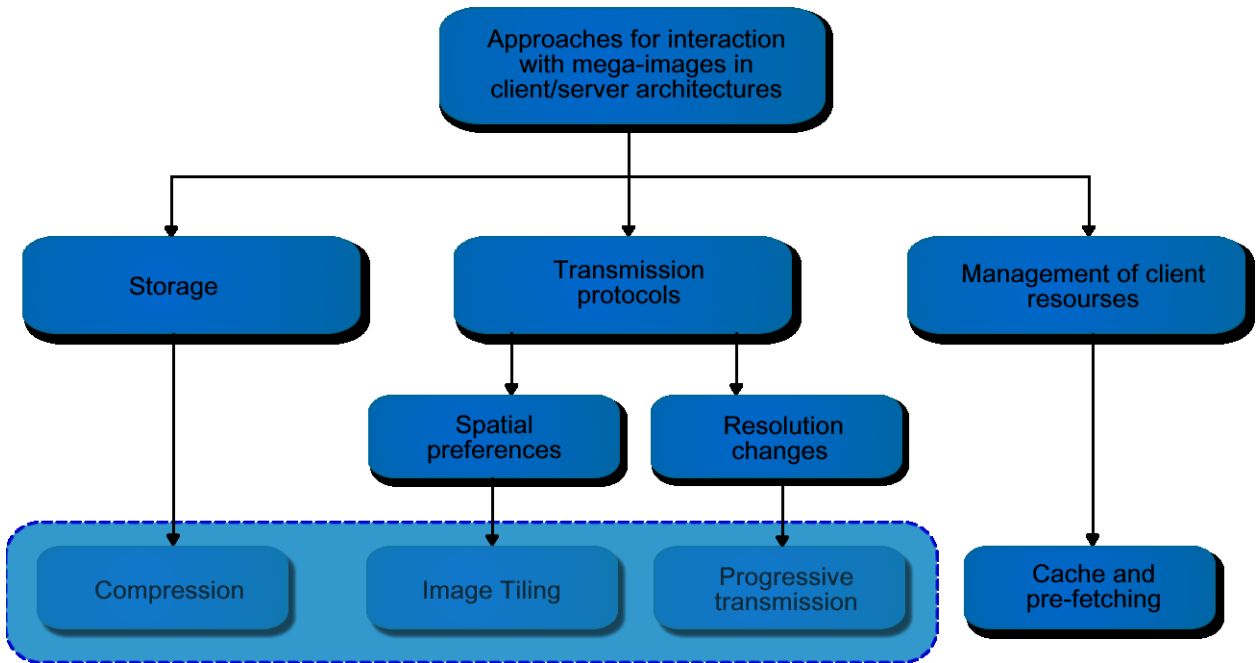 Approaches for interaction
with mega-images in
client/server architectures
Storage
Transmission
protocols
Management of client
resourses
Spatial
preferences
Resolution
changes
Compression
Image Tiling
Progressive
transmission
Cache and
pre-fetching